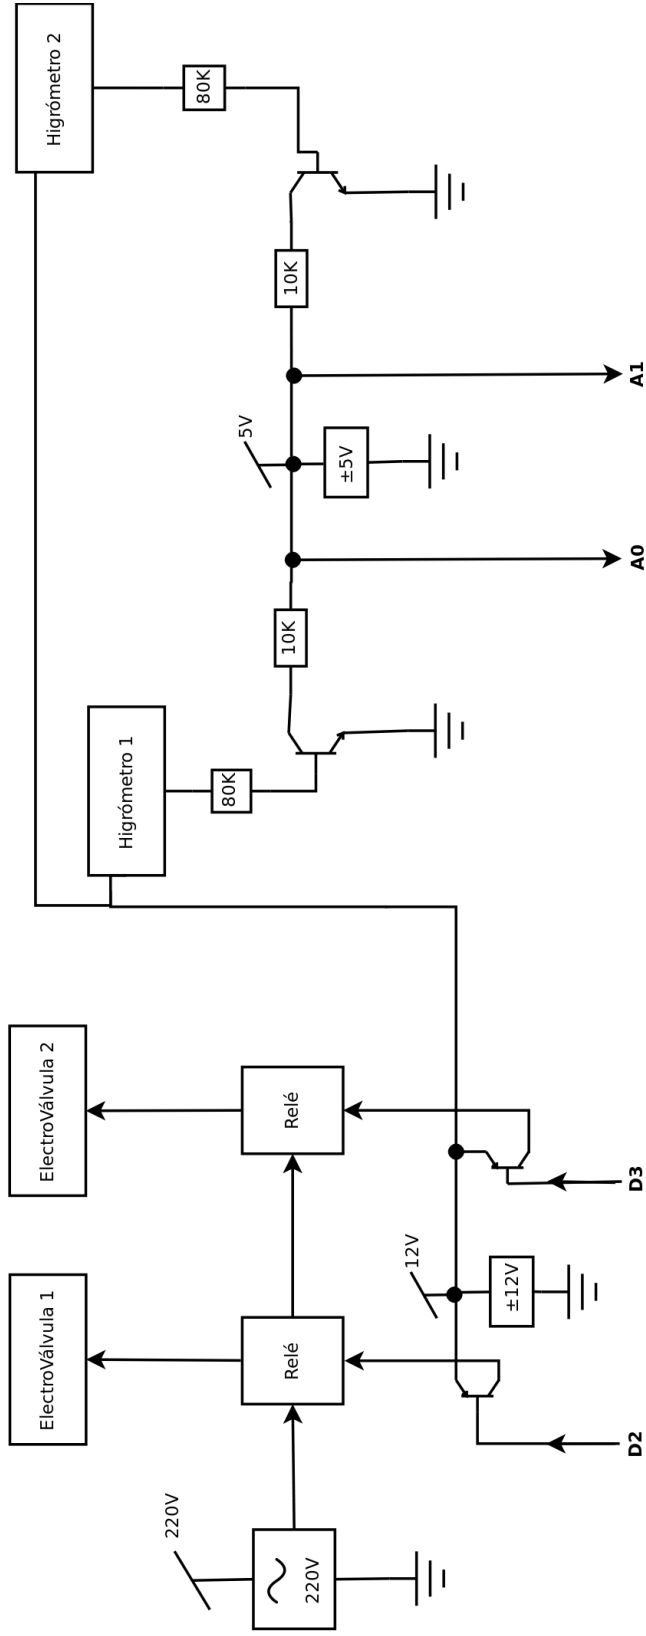 220V
220V
D2
ElectroVálvula 1
Relé
12V
±12V
D3
ElectroVálvula 2
Relé
Higrómetro 1
80K
10K
A0
5V
±5V
A1
10K
80K
Higrómetro 2